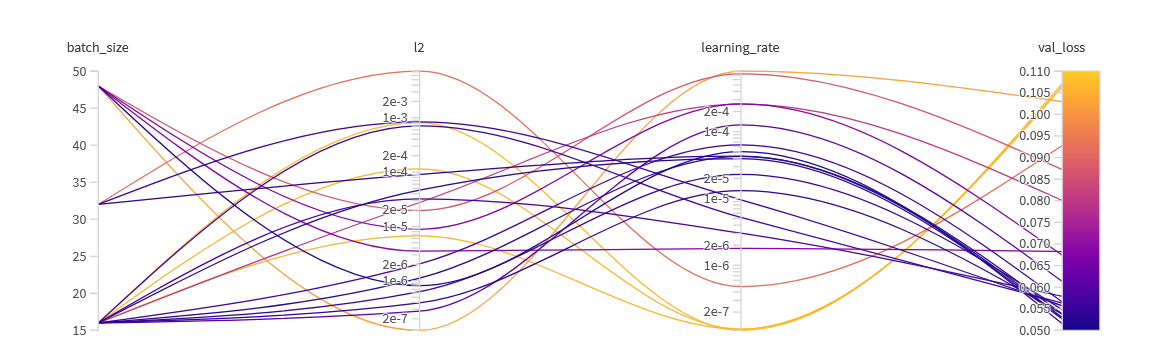 batch_size
l2
learning_rate
val_loss
50
45
40
35
30
25
20
15
2e-3
1e-3
2e-4
1e-4
2e-5
1e-5
2e-6
1e-6
2e-7
2e-4
1e-4
2e-5
1e-5
2e-6
1e-6
2e-7
0.110
0.105
0.100
0.095
0.090
0.085
0.080
0.075
0.070
0.065
0.060
0.055
0.050